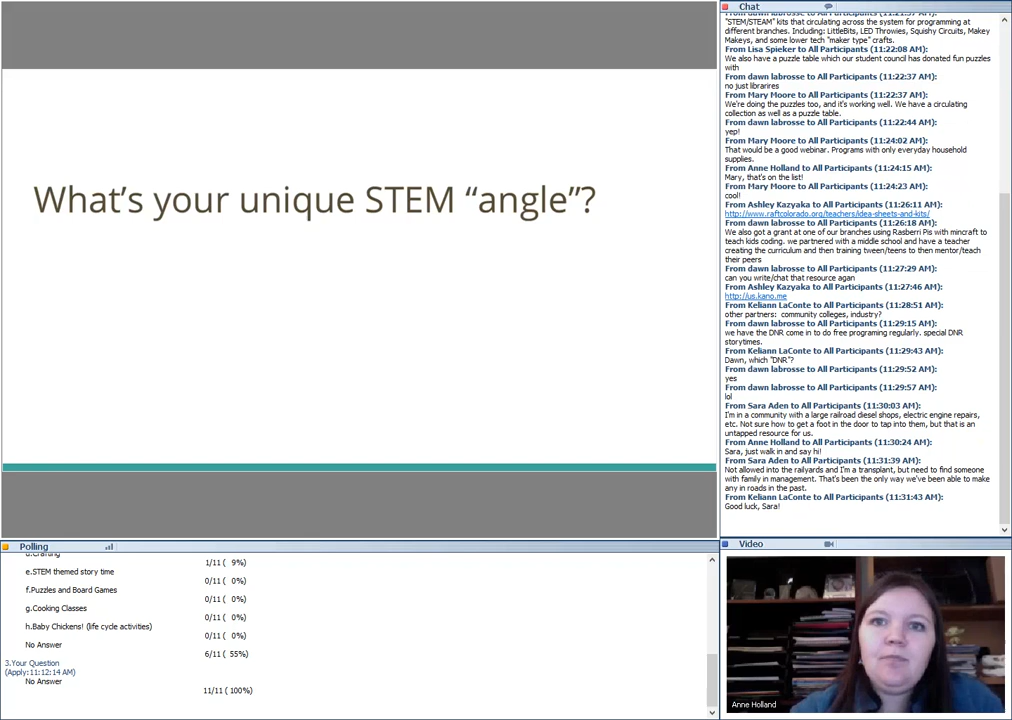 What's your unique STEM “angle”?
Chat
"STEM/STEAM" kits that circulating across the system for programing at
different branches. Including: LittleBits, LED Throwies, Squishy Circuits, Makey
Makeys, and some lower tech "maker type" crafts.
From Lisa Spieker to All Participants (11:22:08 AM):
We also have a puzzle table which our student council has donated fun puzzles
with
From dawn labrosse to All Participants (11:22:37 AM):
no just librarires
From Mary Moore to All Participants (11:22:37 AM):
We're doing the puzzles too, and it's working well. We have a circulating
collection as well as a puzzle table.
From dawn labrosse to All Participants (11:22:44 AM):
yep!
From Mary Moore to All Participants (11:24:02 AM):
That would be a good webinar. Programs with only everyday household
supplies.
From Anne Holland to All Participants (11:24:15 AM):
Mary, that's on the list!
From Mary Moore to All Participants (11:24:23 AM):
cool!
From Ashley Kazyaka to All Participants (11:26:11 AM):
http://www.raftcolorado.org/teachers/idea-sheets-and-kits/
From dawn labrosse to All Participants (11:26:18 AM):
We also got a grant at one of our branches using Rasberri Pis with mincraft to
teach kids coding. we partnered with a middle school and have a teacher
creating the curriculum and then training tween/teens to then mentor/teach
their peers
From dawn labrosse to All Participants (11:27:29 AM):
can you write/chat that resource agan
From Ashley Kazyaka to All Participants (11:27:46 AM):
http://us.kano.me
From Keliann LaConte to All Participants (11:28:51 AM):
other partners: community colleges, industry?
From dawn labrosse to All Participants (11:29:15 AM):
we have the DNR come in to do free programing regularly. special DNR
storytimes.
From Keliann LaConte to All Participants (11:29:43 AM):
Dawn, which "DNR"?
From dawn labrosse to All Participants (11:29:52 AM):
yes
From dawn labrosse to All Participants (11:29:57 AM):
lol
From Sara Aden to All Participants (11:30:03 AM):
I'm in a community with a large railroad diesel shops, electric engine repairs,
etc. Not sure how to get a foot in the door to tap into them, but that is an
untapped resource for us.
From Anne Holland to All Participants (11:30:24 AM):
Sara, just walk in and say hi!
From Sara Aden to All Participants (11:31:39 AM):
Not allowed into the railyards and I'm a transplant, but need to find someone
with family in management. That's been the only way we've been able to make
any in roads in the past.
From Keliann LaConte to All Participants (11:31:43 AM):
Good luck, Sara!
Polling
1/11 ( 9%)
e.STEM themed story time
0/11 ( 0%)
f.Puzzles and Board Games
0/11 ( 0%)
g.Cooking Classes
0/11 ( 0%)
h.Baby Chickens! (life cycle activities)
0/11 ( 0%)
No Answer
6/11 ( 55%)
3.Your Question
(Apply:11:12:14 AM)
No Answer
11/11 ( 100%)
Video
Anne Holland